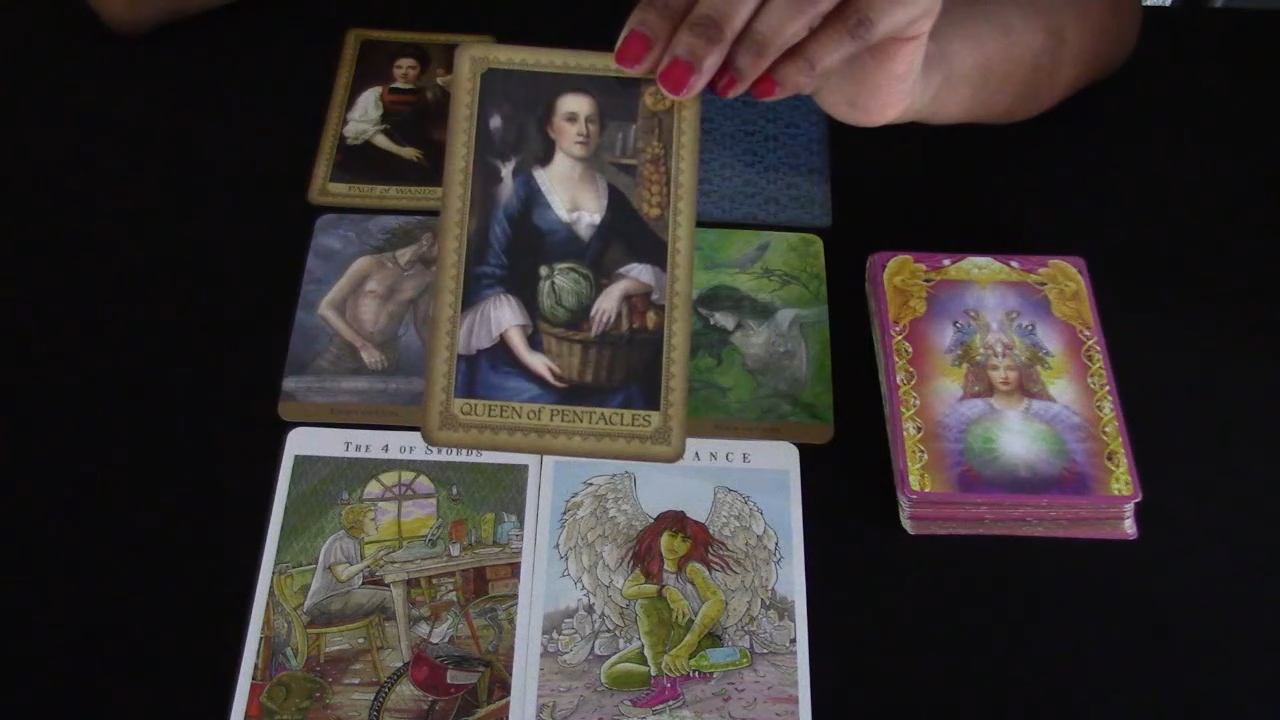 PAGE of WANDS
QUEEN of PENTACLES
THE 4 OF SWORDS
ANCE